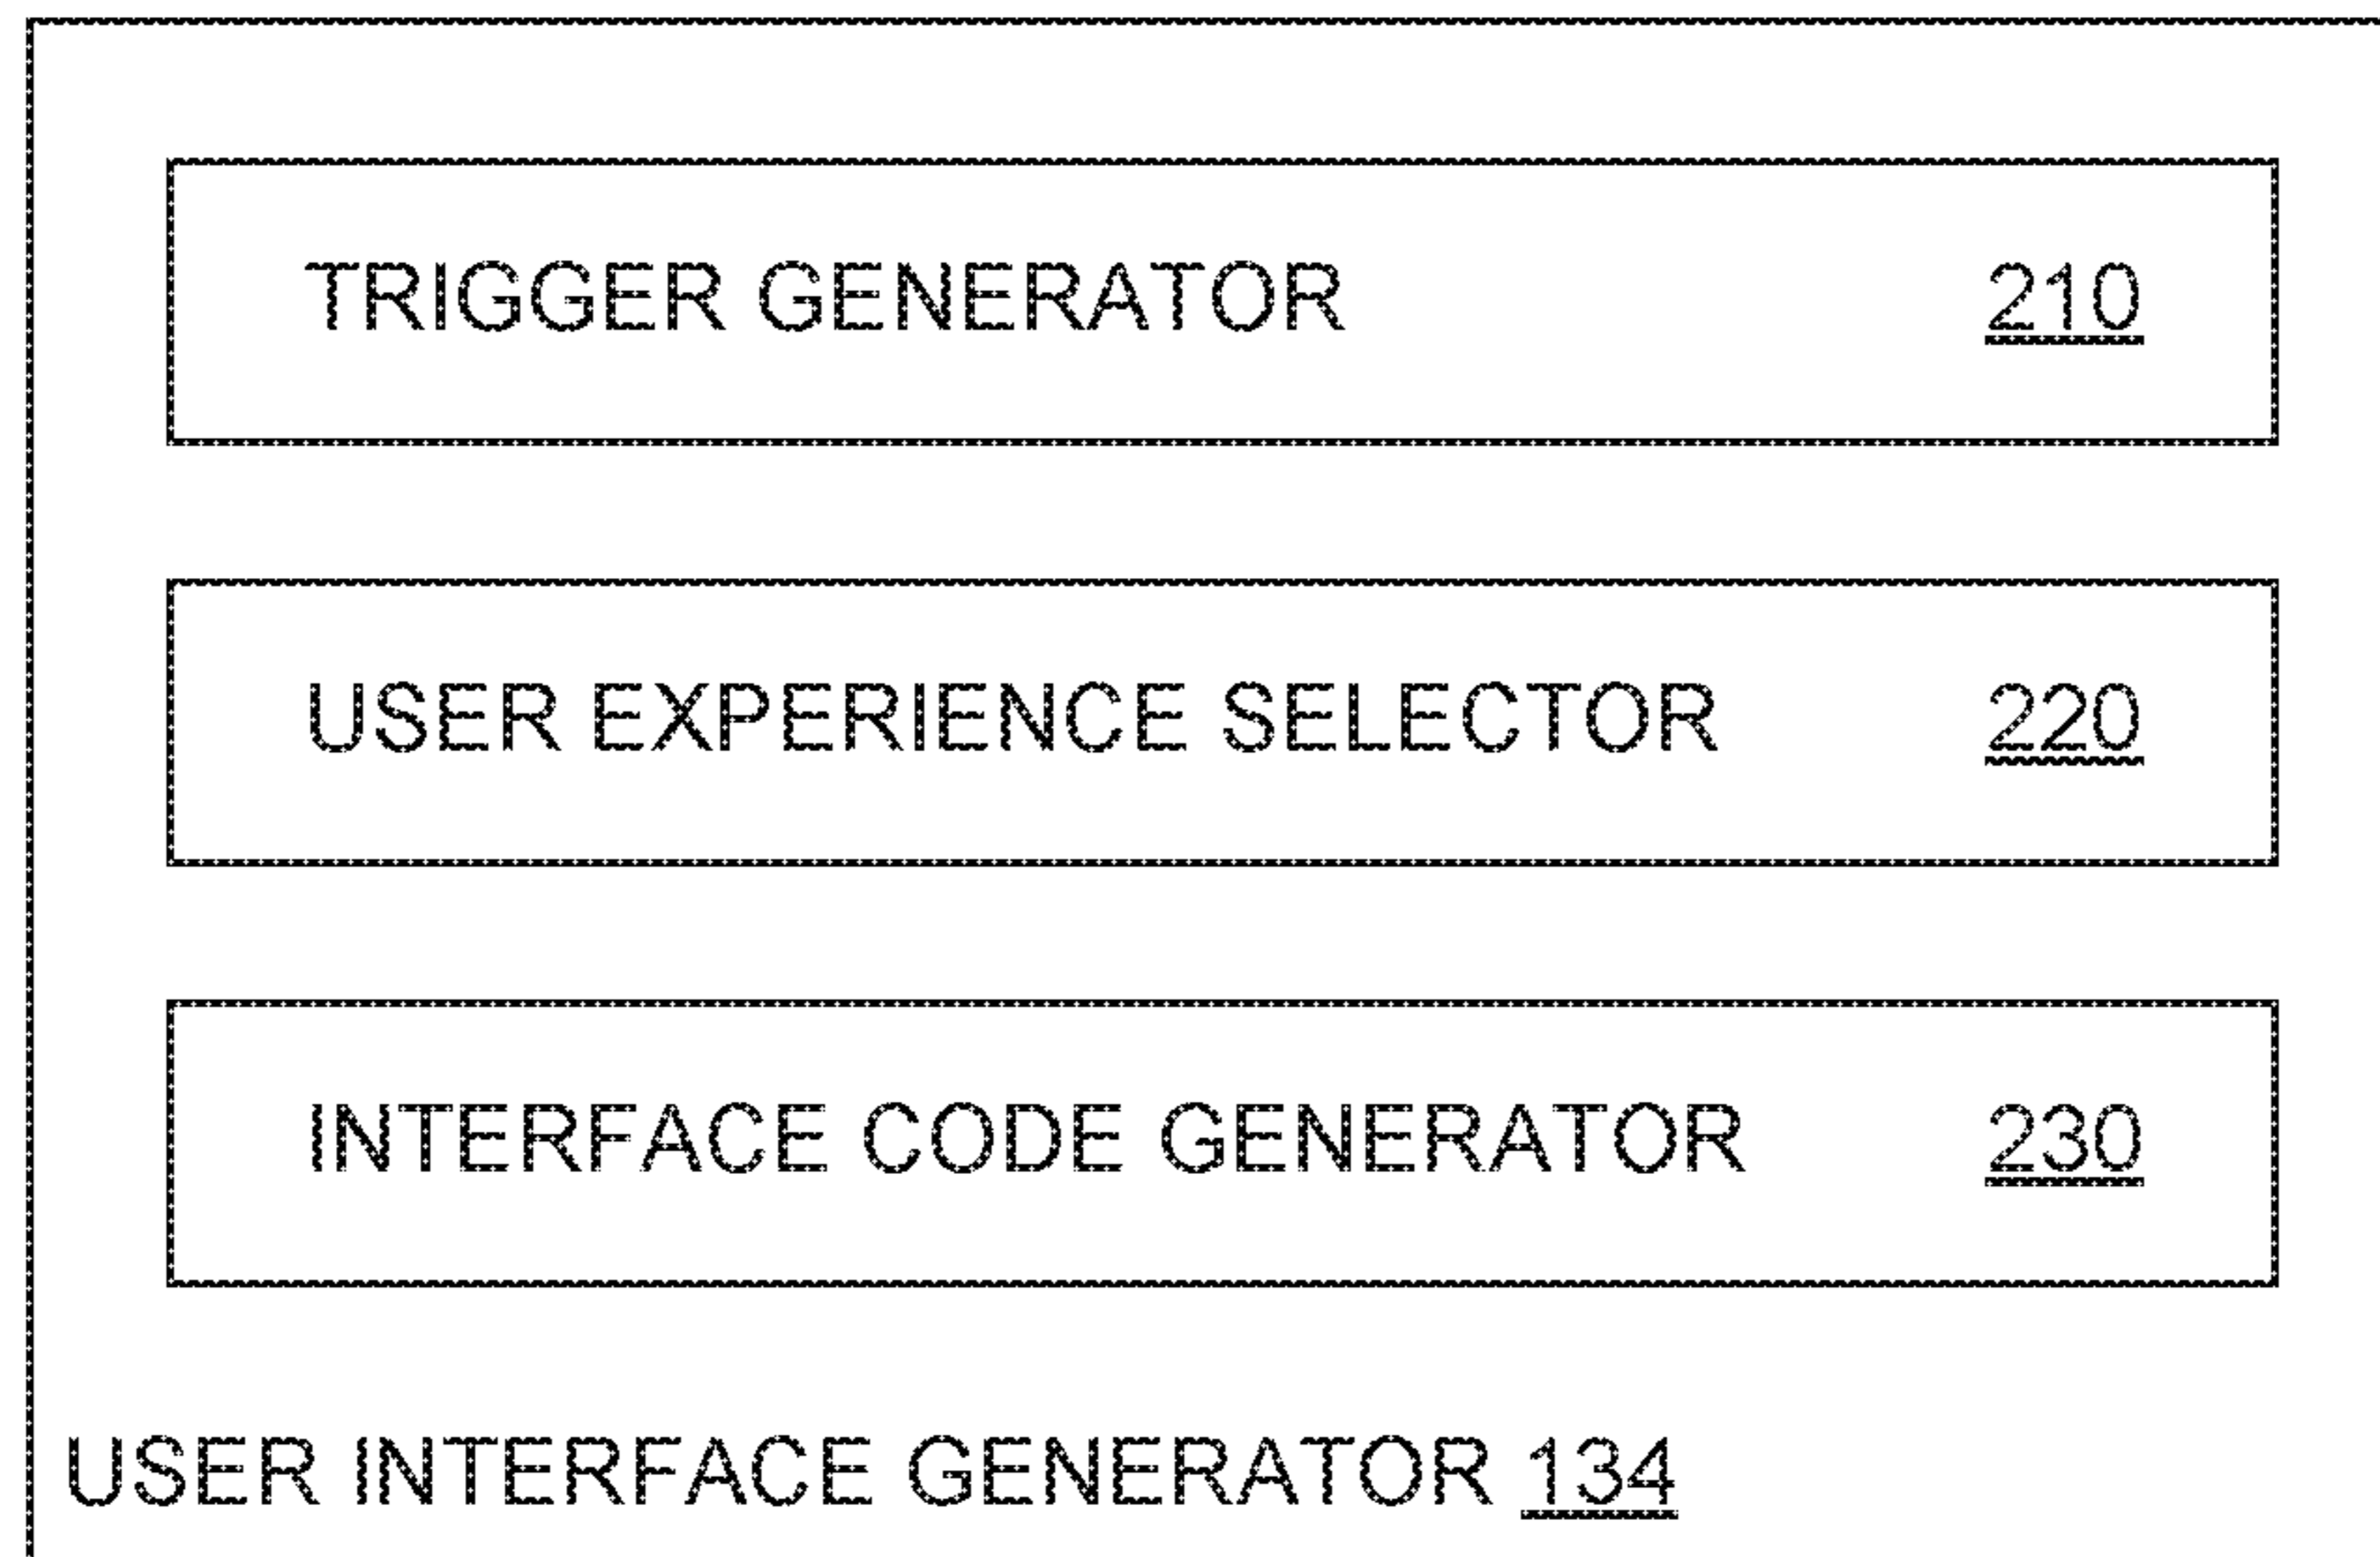 TRIGGER GENERATOR 210
USER EXPERIENCE SELECTOR 220
INTERFACE CODE GENERATOR 230
USER INTERFACE GENERATOR 134